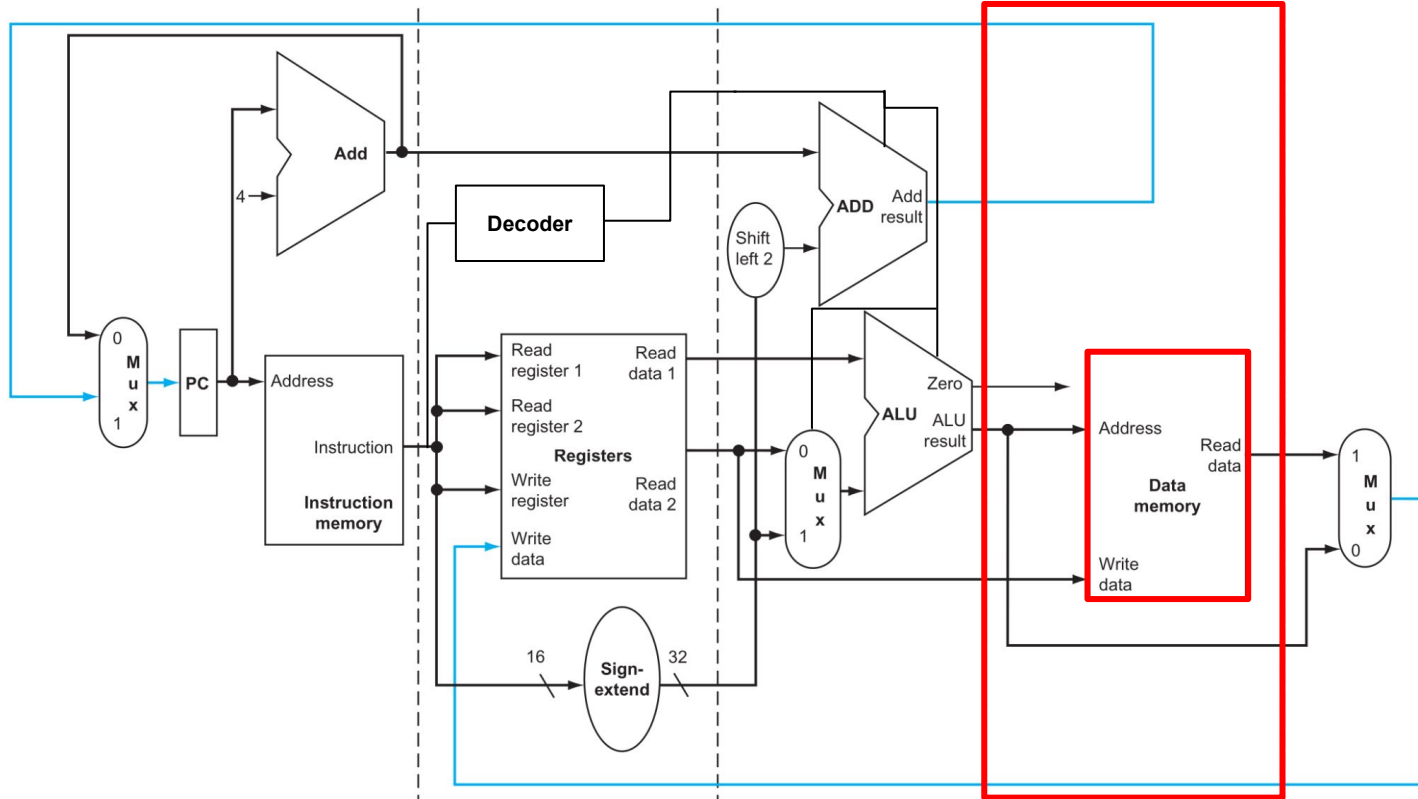 Add
4
Decoder
ADD
Add
result
Shift
left 2
0
M
u
x
1
PC
Address
Instruction
Instruction
memory
Read
register 1
Read
register 2
Write
register
Write
data
Registers
Read
data 1
Read
data 2
16
Sign-
extend
32
0
M
u
x
1
Zero
ALU
ALU
result
Address
Read
data
Data
memory
Write
data
1
M
u
x
0